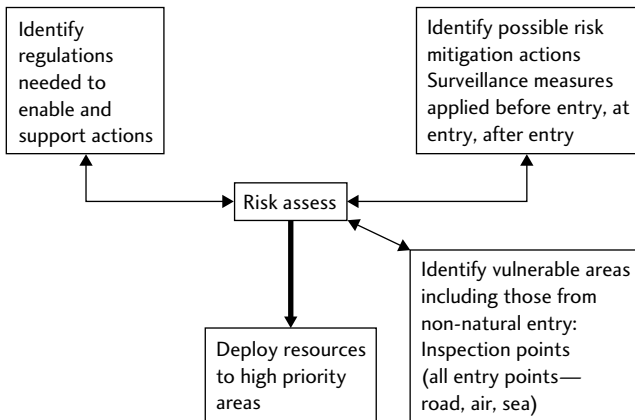 Identify
regulations
needed to
enable and
support actions
Identify possible risk
mitigation actions
Surveillance measures
applied before entry, at
entry, after entry
Risk assess
Identify vulnerable areas
including those from
non-natural entry:
Inspection points
(all entry points—
road, air, sea)
Deploy resources
to high priority
areas